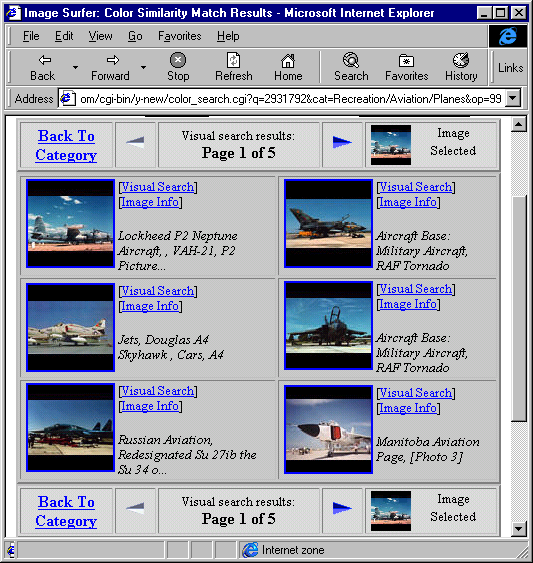 Image Surfer: Color Similarity Match Results - Microsoft Internet Explorer
File Edit View Go Favorites Help
Back Forward Stop Refresh Home Search Favorites History Links
Address om/cgi-bin/y-new/color_search.cgi?q=2931792&cat=Recreation/Aviation/Planes&op=99
Back To
Category
Visual search results:
Page 1 of 5
Image
Selected
[Visual Search]
[Image Info]
Lockheed P2 Neptune
Aircraft, , VAH-21, P2
Picture...
[Visual Search]
[Image Info]
Aircraft Base:
Military Aircraft,
RAF Tornado
[Visual Search]
[Image Info]
Jets, Douglas A4
Skyhawk , Cars, A4
[Visual Search]
[Image Info]
Aircraft Base:
Military Aircraft,
RAF Tornado
[Visual Search]
[Image Info]
Russian Aviation,
Redesignated Su 27ib the
Su 34 o...
[Visual Search]
[Image Info]
Manitoba Aviation
Page, [Photo 3]
Back To
Category
Visual search results:
Page 1 of 5
Image
Selected
Internet zone